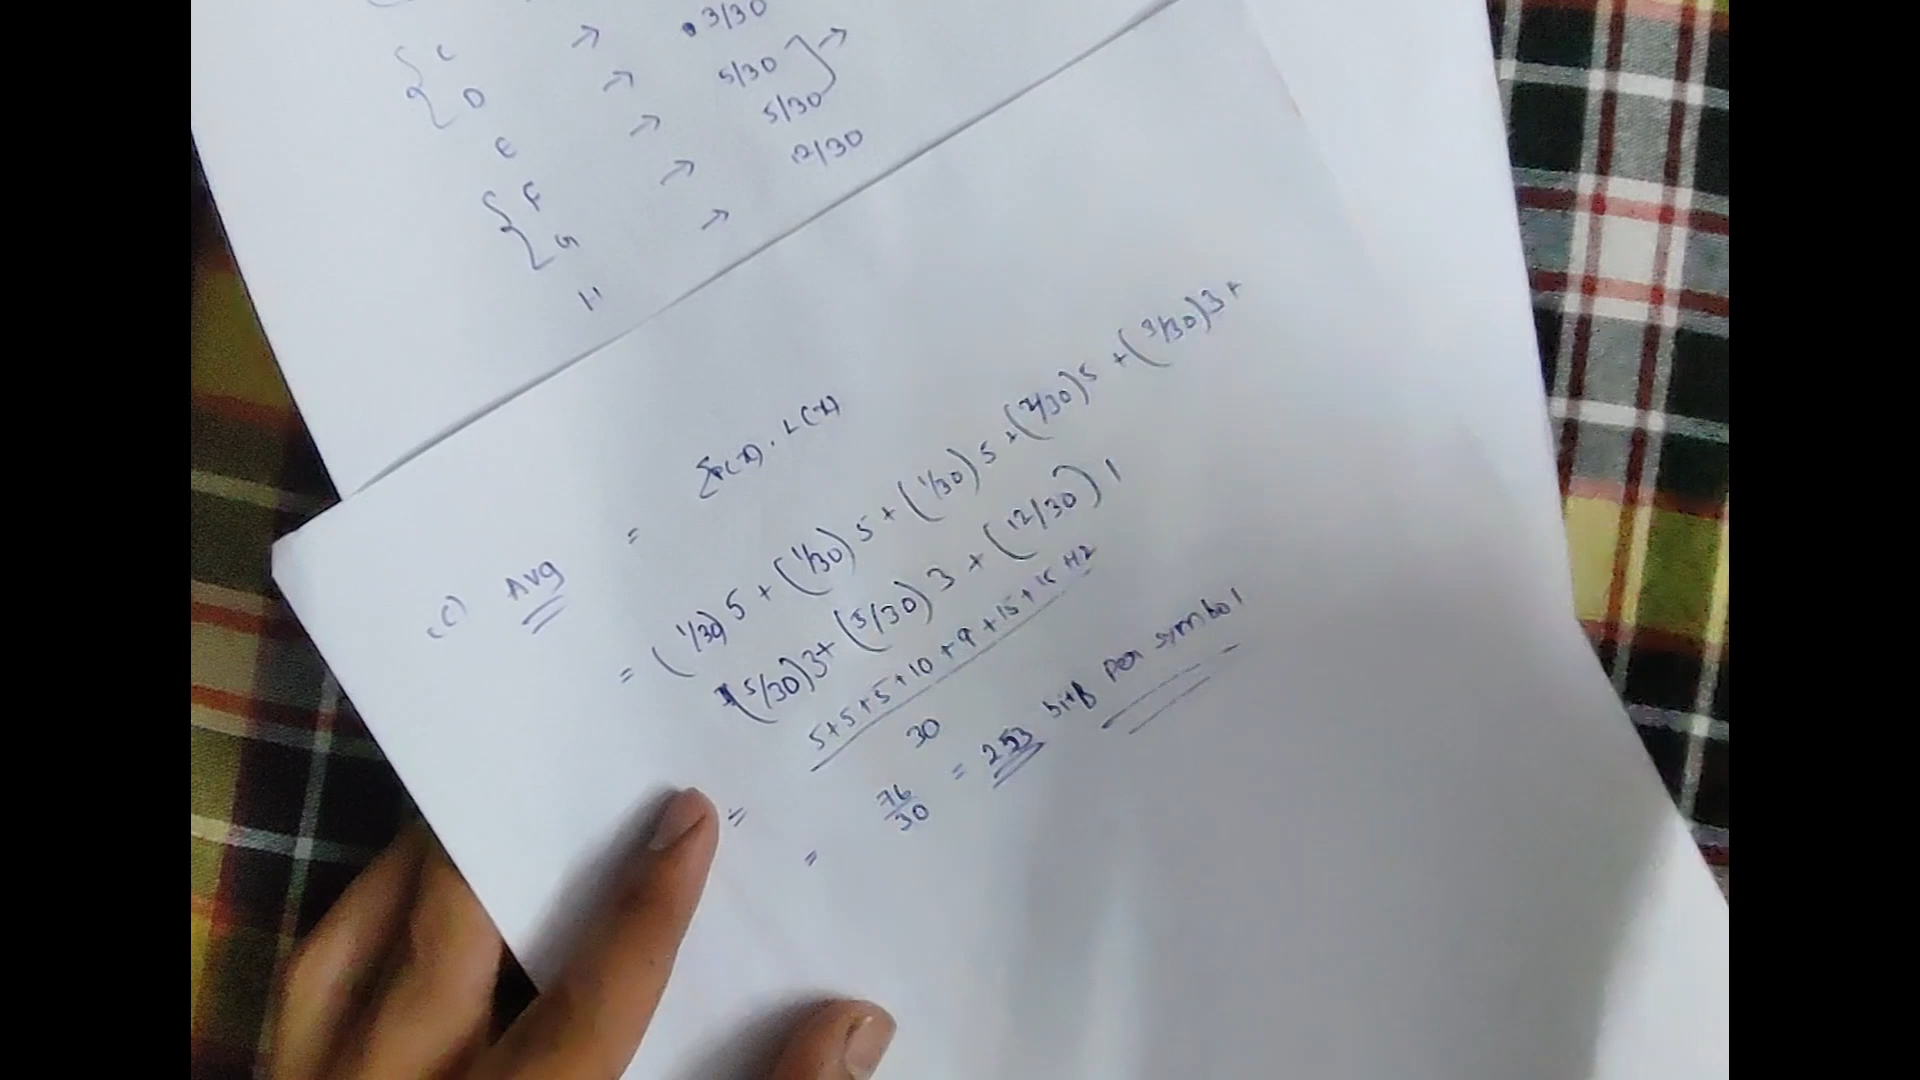 C → 3/30
D → 5/30
E → 5/30
F → 12/30
G →
H
(c) Avg = Σp(x) . L(x)
= (1/30)5 + (1/30)5 + (1/30)5 + (2/30)5 + (3/30)3 +
(5/30)3 + (5/30)3 + (12/30)1
= 5+5+5+10+9+15+15+12
30
= 76/30 = 2.53 bits per symbol